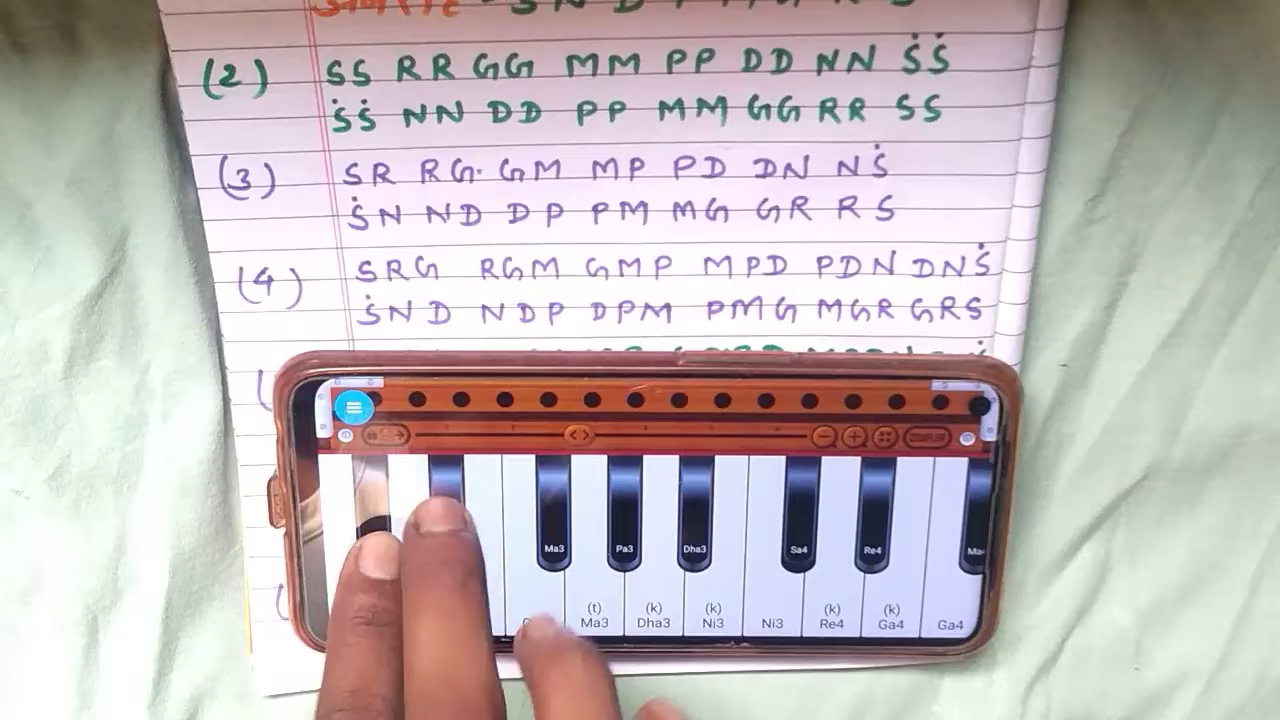 (2) SS RR GG MM PP DD NN ṠṠ
ṠṠ NN DD PP MM GG RR SS
(3) SR RG. GM MP PD DN NṠ
ṠN ND DP PM MG GR RS
(4) SRG RGM GMP MPD PDN DNṠ
ṠND NDP DPM PMG MGR GRS
Ma3 Pa3 Dha3 Sa4 Re4
(t) (k) (k) (k) (k)
Ma3 Dha3 Ni3 Ni3 Re4 Ga4 Ga4